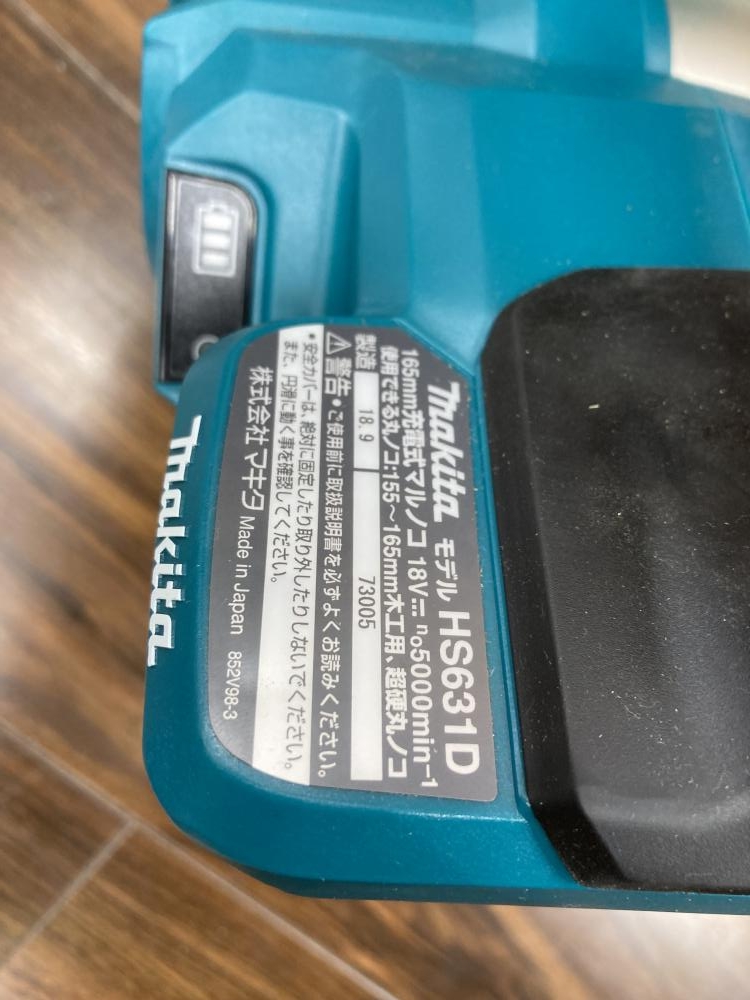 makita モデル HS631D
165mm充電式マルノコ 18V⎓ n₀5000min⁻¹
使用できる丸ノコ:155〜165mm木工用、超硬丸ノコ
製造 18.9 73005
⚠警告・ご使用前に取扱説明書を必ずよくお読みください。
*安全カバーは、絶対に固定したり取り外したりしないでください。
また、円滑に動く事を確認してください。
株式会社 マキタ Made in Japan 852V98-3
makita